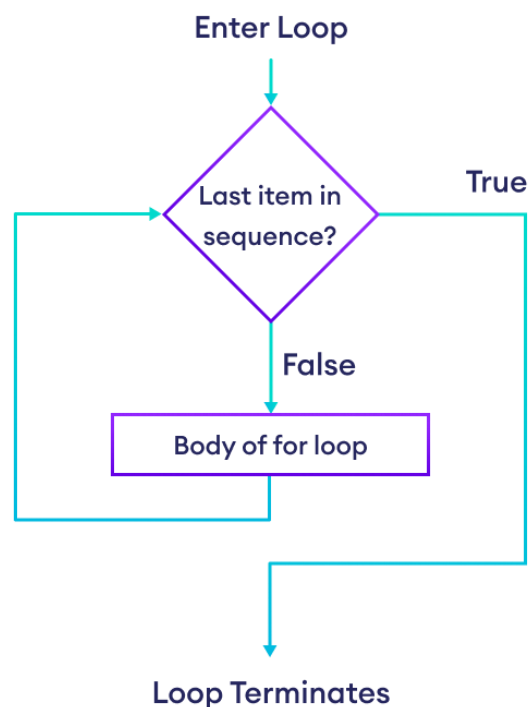 Enter Loop
Last item in
sequence?
True
False
Body of for loop
Loop Terminates